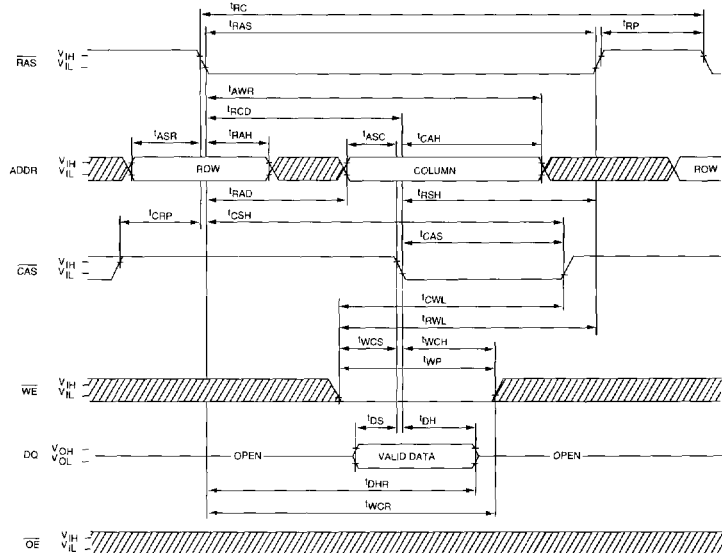 tRC
tRAS
tRP
RAS VIH VIL
tAWR
tRCD
tASR tRAH tASC tCAH
ADDR VIH VIL ROW COLUMN ROW
tRAD tRSH
tCRP tCSH
tCAS
CAS VIH VIL
tCWL
tRWL
tWCS tWCH
tWP
WE VIH VIL
tDS tDH
DQ VOH VOL OPEN VALID DATA OPEN
tDHR
tWCR
OE VIH VIL